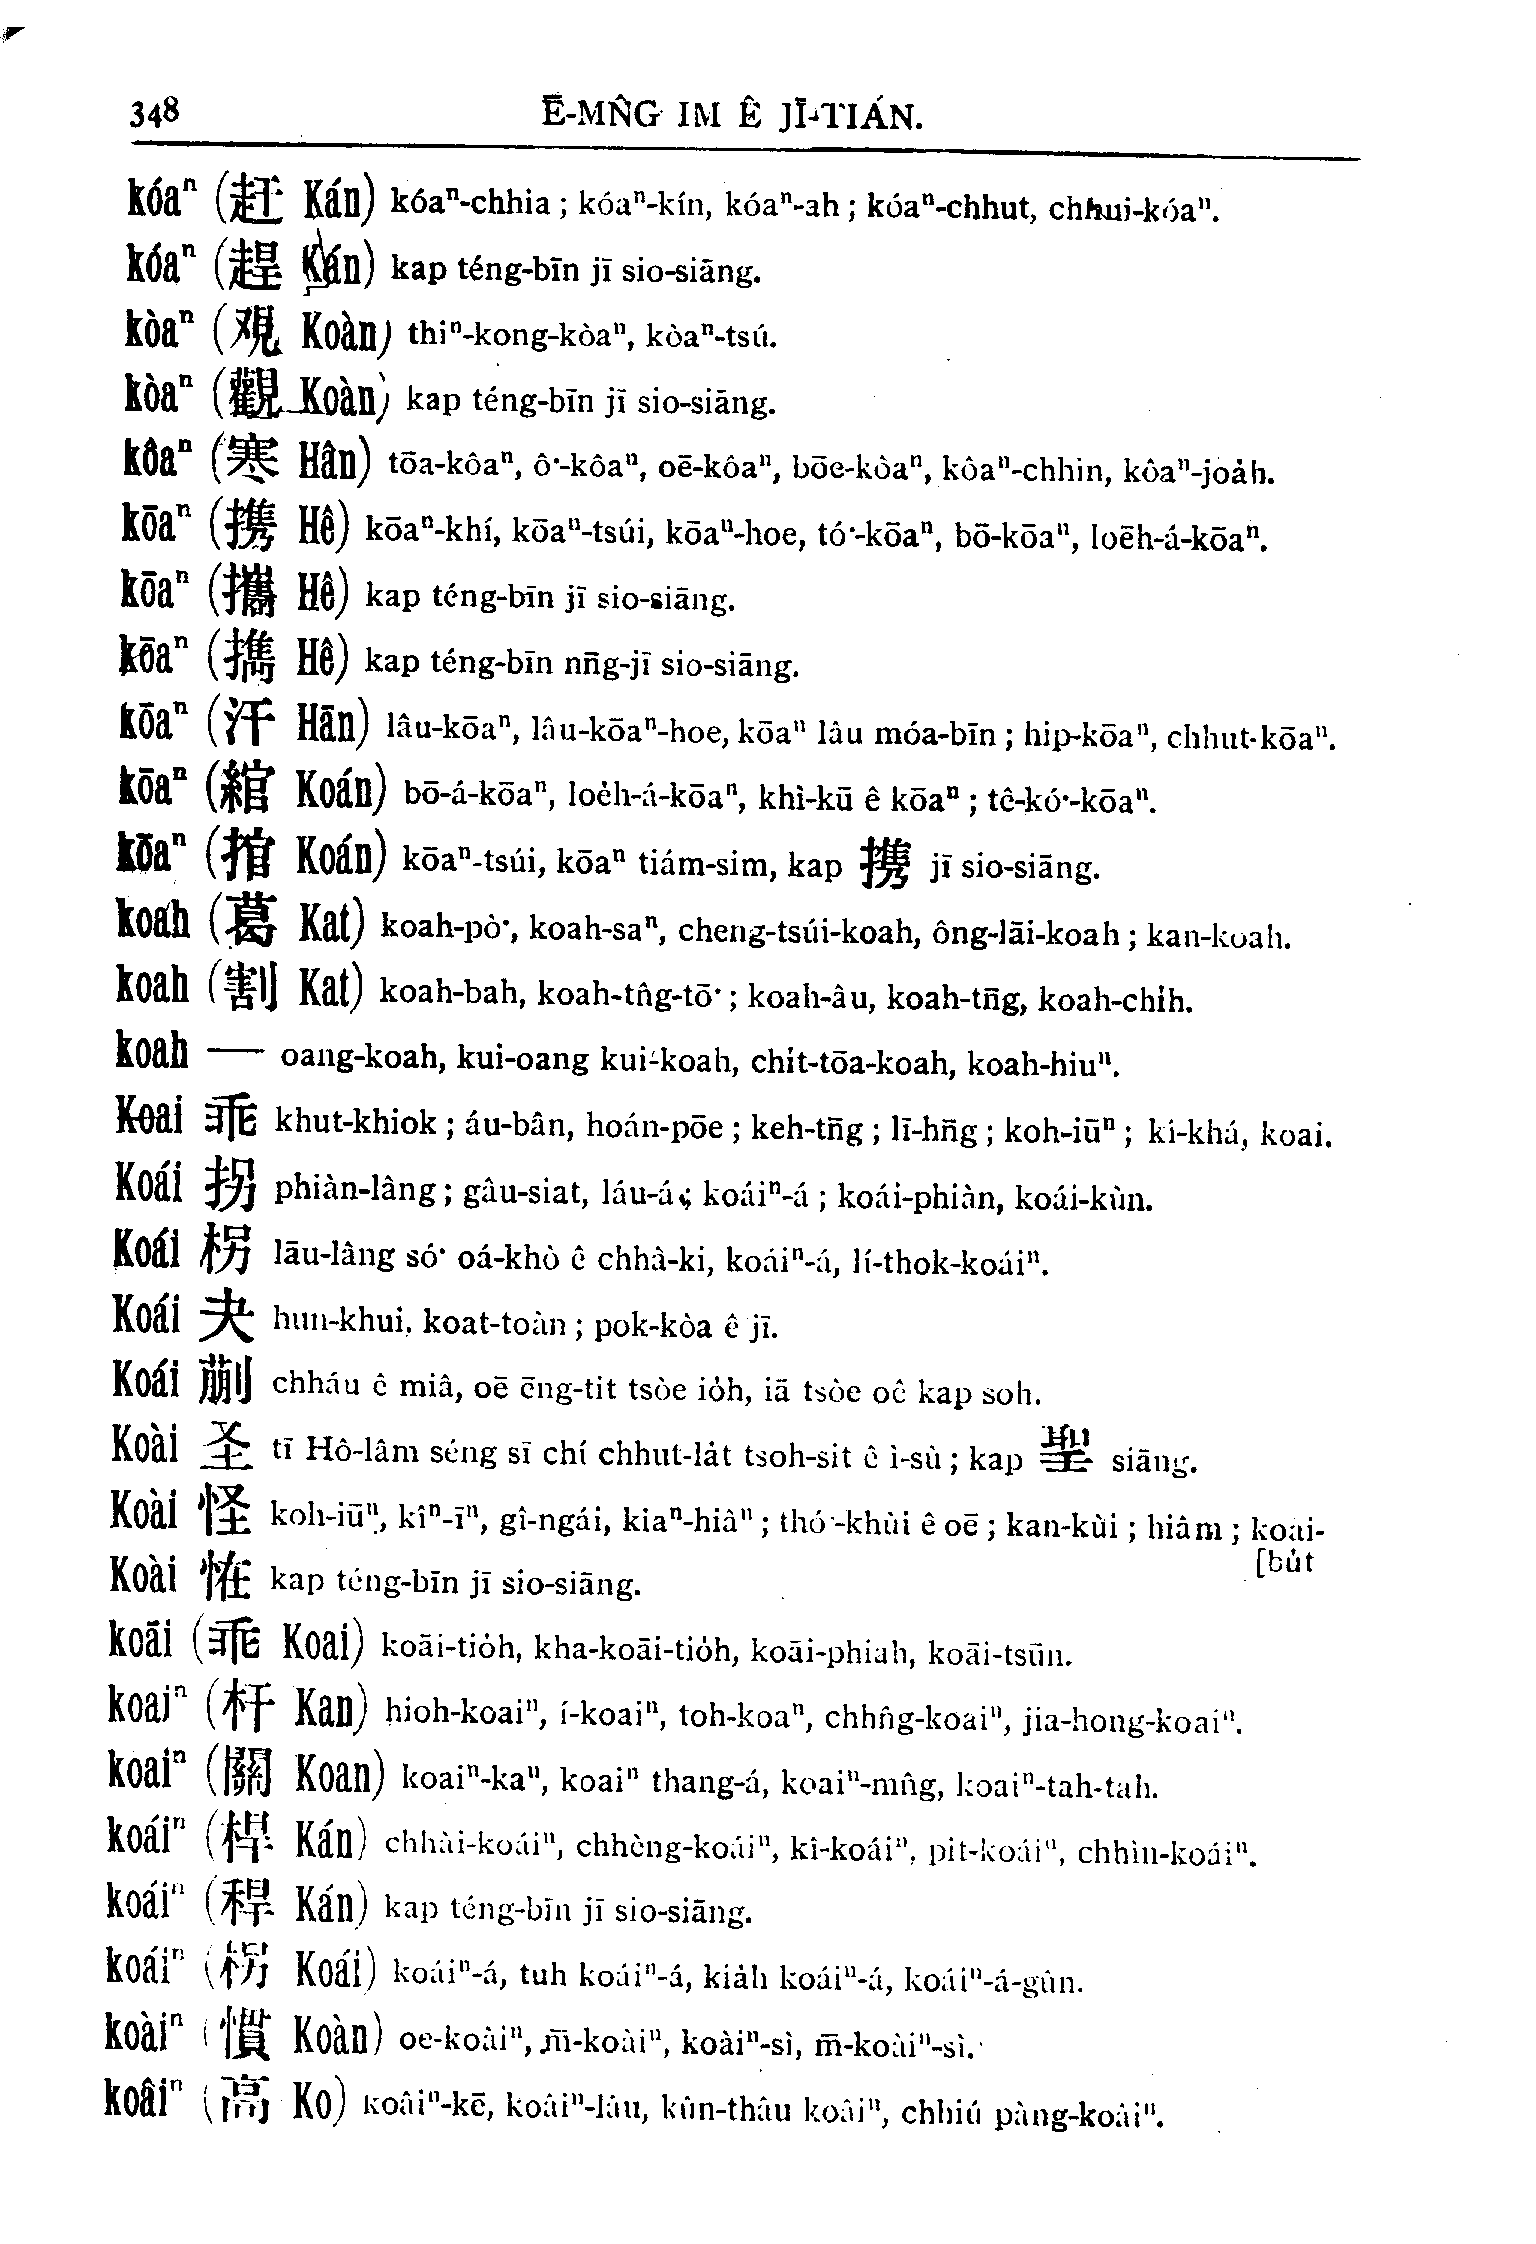 348 Ē-MN̂G IM Ê JĪ-TIÁN.
kóaⁿ (赶 Kán) kóaⁿ-chhia ; kóaⁿ-kín, kóaⁿ-ah ; kóaⁿ-chhut, chhui-kóaⁿ.
kóaⁿ (趕 Kán) kap téng-bīn jī sio-siāng.
kòaⁿ (覌 Koàn) thiⁿ-kong-kòaⁿ, kòaⁿ-tsú.
kòaⁿ (觀 Koàn) kap téng-bīn jī sio-siāng.
kôaⁿ (寒 Hân) tōa-kôaⁿ, ô͘-kôaⁿ, oē-kôaⁿ, bōe-kôaⁿ, kôaⁿ-chhin, kôaⁿ-joa̍h.
kōaⁿ (携 Hê) kōaⁿ-khí, kōaⁿ-tsúi, kōaⁿ-hoe, tó͘-kōaⁿ, bō-kōaⁿ, loēh-á-kōaⁿ.
kōaⁿ (攜 Hê) kap téng-bīn jī sio-siāng.
kōaⁿ (擕 Hê) kap téng-bīn nn̄g-jī sio-siāng.
kōaⁿ (汗 Hān) lâu-kōaⁿ, lâu-kōaⁿ-hoe, kōaⁿ lâu móa-bīn ; hip-kōaⁿ, chhut-kōaⁿ.
kōaⁿ (綰 Koán) bō-á-kōaⁿ, loe̍h-á-kōaⁿ, khì-kū ê kōaⁿ ; tê-kó͘-kōaⁿ.
kōaⁿ (捾 Koán) kōaⁿ-tsúi, kōaⁿ tiám-sim, kap 携 jī sio-siāng.
koah (葛 Kat) koah-pò͘, koah-saⁿ, cheng-tsúi-koah, ông-lāi-koah ; kan-koah.
koah (割 Kat) koah-bah, koah-tn̂g-tō͘ ; koah-âu, koah-tn̄g, koah-chi̍h.
koah — oang-koah, kui-oang kui-koah, chi̍t-tōa-koah, koah-hiuⁿ.
Koai 乖 khut-khiok ; áu-bân, hoán-pōe ; keh-tn̄g ; lī-hn̄g ; koh-iūⁿ ; kî-khá, koai.
Koái 拐 phiàn-lâng ; gâu-siat, láu-á ; koáiⁿ-á ; koái-phiàn, koái-kùn.
Koái 枴 lāu-lâng só͘ oá-khò ê chhâ-ki, koáiⁿ-á, lí-thok-koáiⁿ.
Koái 夬 hun-khui, koat-toàn ; pok-kòa ê jī.
Koái 蒯 chháu ê miâ, oē ēng-tit tsòe io̍h, iā tsòe oê kap soh.
Koài 圣 tī Hô-lâm séng sī chí chhut-la̍t tsoh-sit ê ì-sù ; kap 聖 siāng.
Koài 怪 koh-iūⁿ, kîⁿ-īⁿ, gî-ngái, kiaⁿ-hiâⁿ ; thó͘-khùi ê oē ; kan-kùi ; hiâm ; koai-
[bu̍t
Koài 恠 kap téng-bīn jī sio-siāng.
koāi (乖 Koai) koāi-tio̍h, kha-koāi-tio̍h, koāi-phiah, koāi-tsūn.
koaiⁿ (杆 Kan) hioh-koaiⁿ, í-koaiⁿ, toh-koaⁿ, chhn̂g-koaiⁿ, jia-hong-koaiⁿ.
koaiⁿ (關 Koan) koaiⁿ-kaⁿ, koaiⁿ thang-á, koaiⁿ-mn̂g, koaiⁿ-tah-tah.
koáiⁿ (桿 Kán) chhài-koáiⁿ, chhèng-koáiⁿ, kî-koáiⁿ, pit-koáiⁿ, chhìn-koáiⁿ.
koáiⁿ (稈 Kán) kap téng-bīn jī sio-siāng.
koáiⁿ (枴 Koái) koáiⁿ-á, tuh koáiⁿ-á, kia̍h koáiⁿ-á, koáiⁿ-á-gûn.
koàiⁿ (慣 Koàn) oe-koàiⁿ, m̄-koàiⁿ, koàiⁿ-sì, m̄-koàiⁿ-sì.
koâiⁿ (高 Ko) koâiⁿ-kē, koâiⁿ-lâu, kûn-thâu koâiⁿ, chhiú pàng-koâiⁿ.